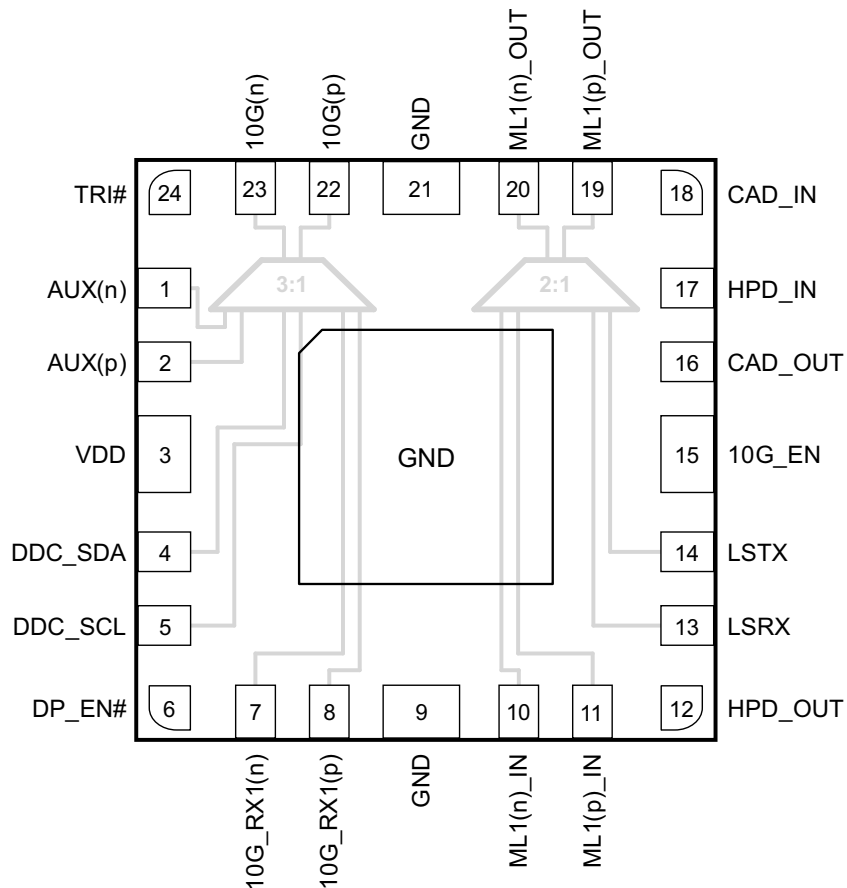 10G(n)
10G(p)
GND
ML1(n)_OUT
ML1(p)_OUT
TRI#
24
23
22
21
20
19
18
CAD_IN
AUX(n)
1
3:1
2:1
17
HPD_IN
AUX(p)
2
16
CAD_OUT
VDD
3
GND
15
10G_EN
DDC_SDA
4
14
LSTX
DDC_SCL
5
13
LSRX
DP_EN#
6
7
8
9
10
11
12
HPD_OUT
10G_RX1(n)
10G_RX1(p)
GND
ML1(n)_IN
ML1(p)_IN